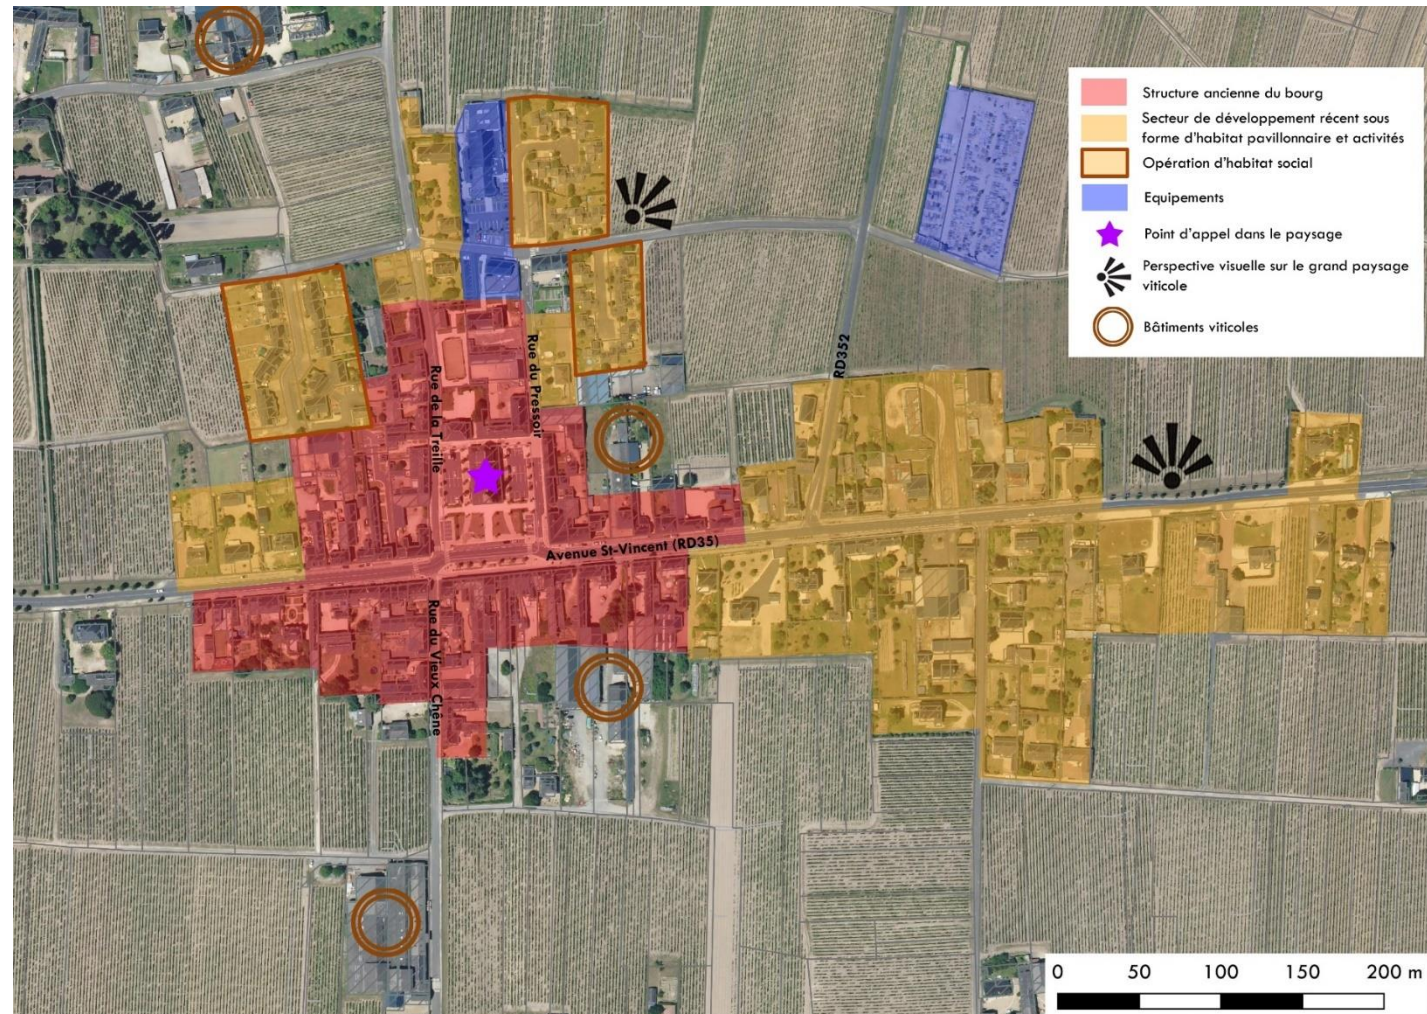 Structure ancienne du bourg
Secteur de développement récent sous
forme d'habitat pavillonnaire et activités
Opération d'habitat social
Equipements
Point d'appel dans le paysage
Perspective visuelle sur le grand paysage
viticole
Bâtiments viticoles
RD352
Rue du Pressoir
Rue de la Treille
Avenue St-Vincent (RD35)
Rue du Vieux Chêne
0 50 100 150 200 m